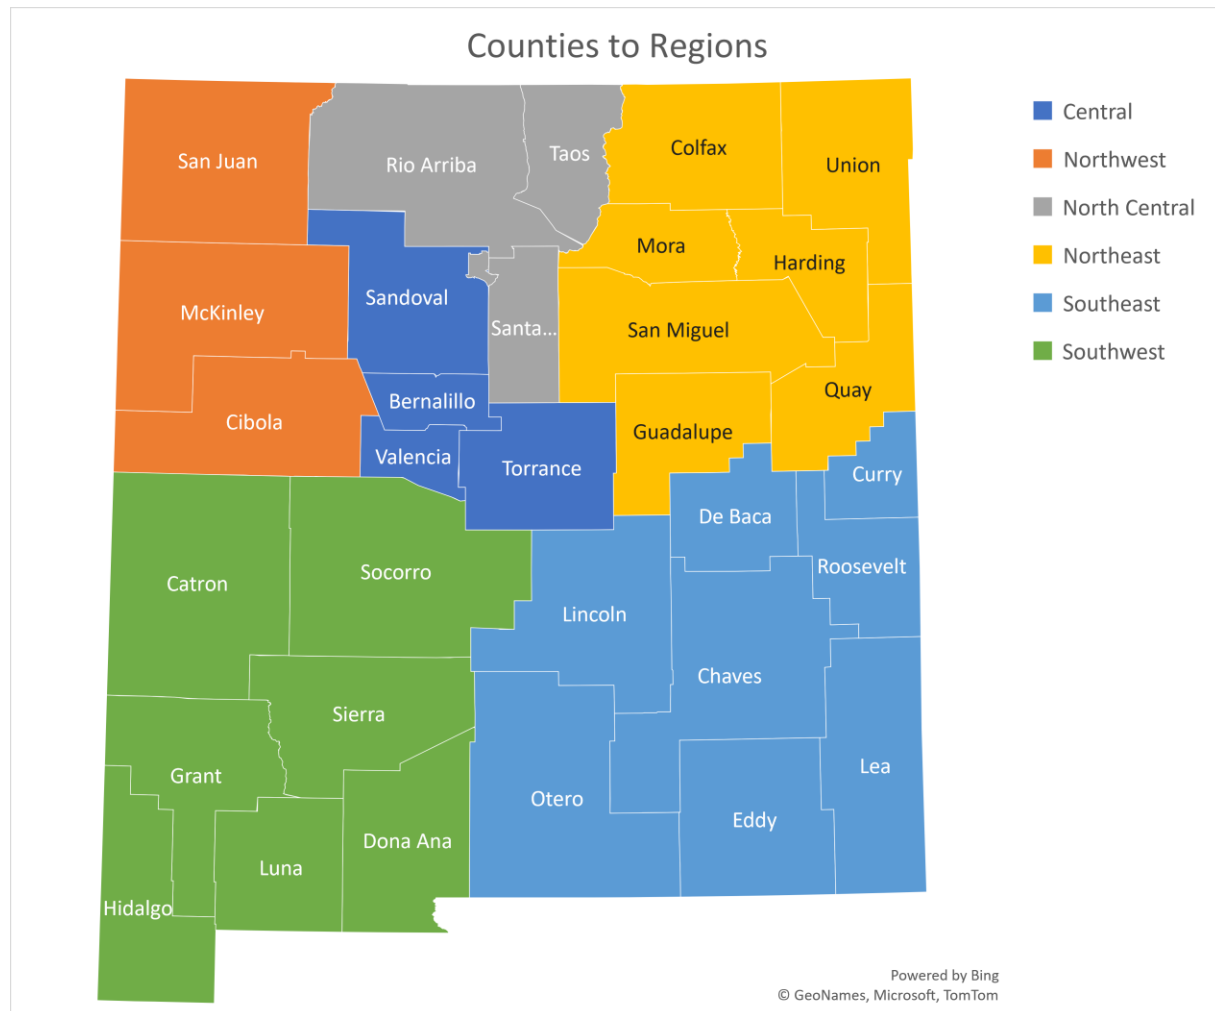 Counties to Regions
San Juan
Rio Arriba
Taos
Colfax
Union
Mora
Harding
McKinley
Sandoval
Santa...
San Miguel
Cibola
Bernalillo
Quay
Guadalupe
Valencia
Torrance
Curry
De Baca
Roosevelt
Catron
Socorro
Lincoln
Chaves
Sierra
Grant
Lea
Otero
Eddy
Dona Ana
Luna
Hidalgo
Central
Northwest
North Central
Northeast
Southeast
Southwest
Powered by Bing
© GeoNames, Microsoft, TomTom